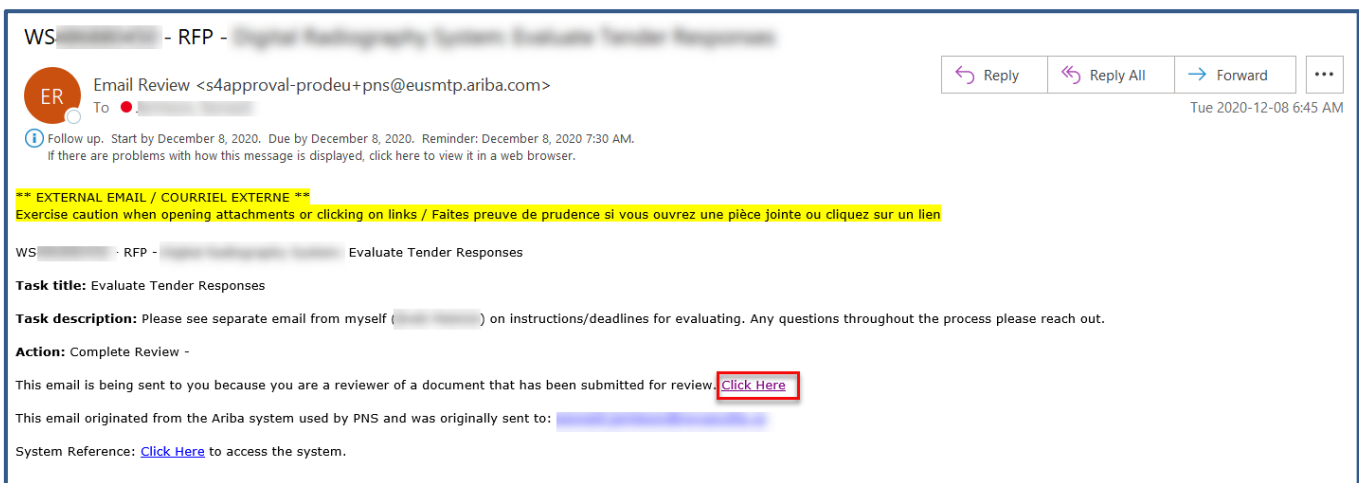 WS - RFP -
Reply
Reply All
Forward
...
ER
Email Review <s4approval-prodeu+pns@eusmtp.ariba.com>
To
Tue 2020-12-08 6:45 AM
Follow up. Start by December 8, 2020. Due by December 8, 2020. Reminder: December 8, 2020 7:30 AM.
If there are problems with how this message is displayed, click here to view it in a web browser.
** EXTERNAL EMAIL / COURRIEL EXTERNE **
Exercise caution when opening attachments or clicking on links / Faites preuve de prudence si vous ouvrez une pièce jointe ou cliquez sur un lien
WS - RFP - Evaluate Tender Responses
Task title: Evaluate Tender Responses
Task description: Please see separate email from myself ( ) on instructions/deadlines for evaluating. Any questions throughout the process please reach out.
Action: Complete Review -
This email is being sent to you because you are a reviewer of a document that has been submitted for review. Click Here
This email originated from the Ariba system used by PNS and was originally sent to:
System Reference: Click Here to access the system.